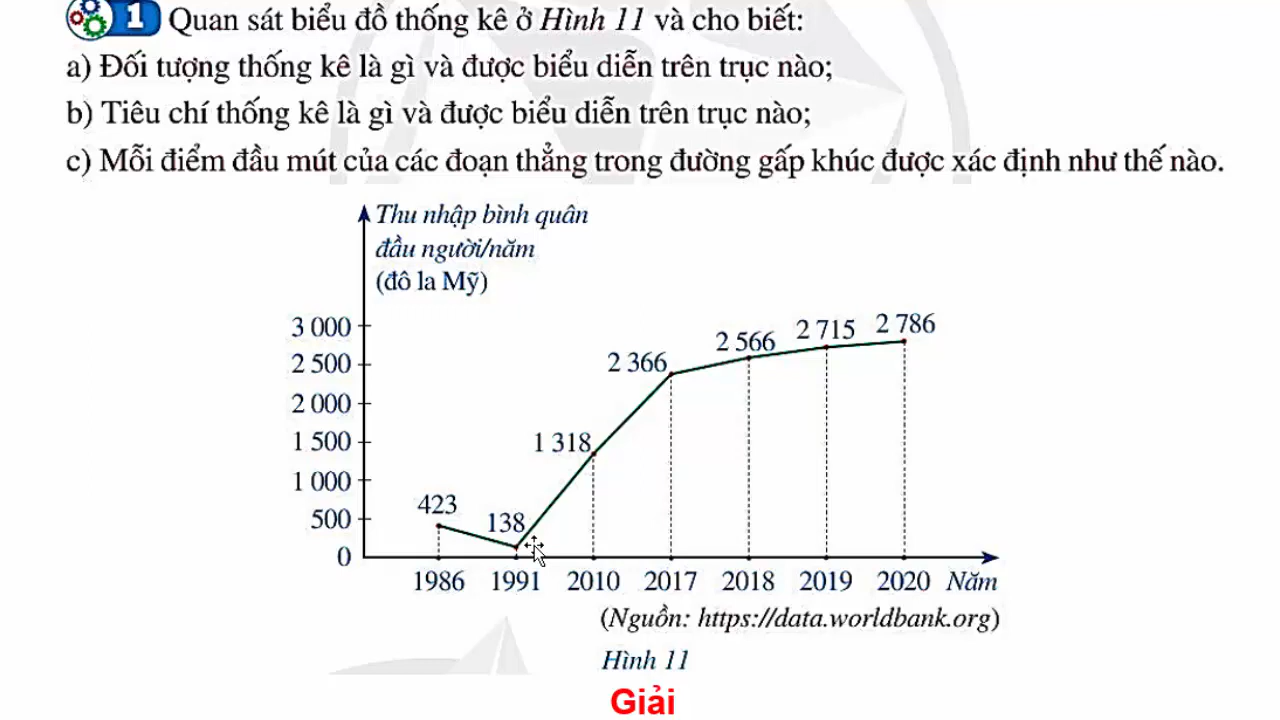 1 Quan sát biểu đồ thống kê ở Hình 11 và cho biết:
a) Đối tượng thống kê là gì và được biểu diễn trên trục nào;
b) Tiêu chí thống kê là gì và được biểu diễn trên trục nào;
c) Mỗi điểm đầu mút của các đoạn thẳng trong đường gấp khúc được xác định như thế nào.
Thu nhập bình quân
đầu người/năm
(đô la Mỹ)
3 000
2 500
2 000
1 500
1 000
500
0
423
138
1 318
2 366
2 566
2 715
2 786
1986 1991 2010 2017 2018 2019 2020 Năm
(Nguồn: https://data.worldbank.org)
Hình 11
Giải